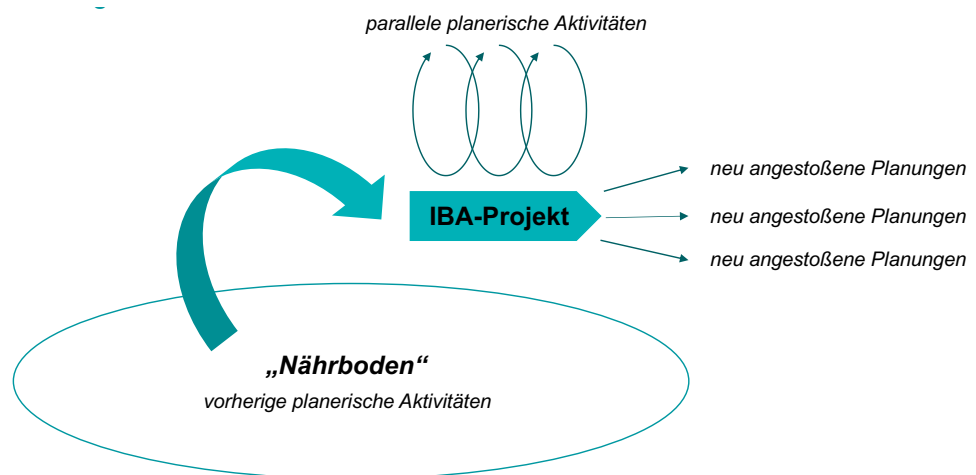 parallele planerische Aktivitäten
IBA-Projekt
neu angestoßene Planungen
neu angestoßene Planungen
neu angestoßene Planungen
„Nährboden“
vorherige planerische Aktivitäten